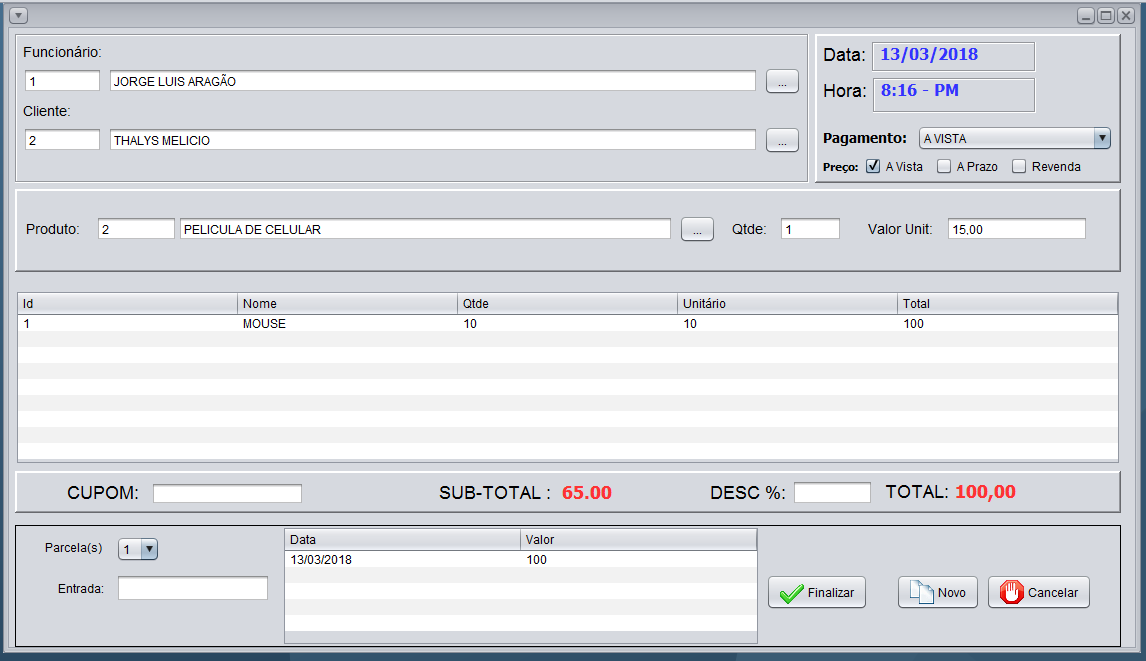 Funcionário:
1 JORGE LUIS ARAGÃO ...
Cliente:
2 THALYS MELICIO ...
Data: 13/03/2018
Hora: 8:16 - PM
Pagamento: A VISTA
Preço: A Vista A Prazo Revenda
Produto: 2 PELICULA DE CELULAR ... Qtde: 1 Valor Unit: 15,00
Id Nome Qtde Unitário Total
1 MOUSE 10 10 100
CUPOM: SUB-TOTAL : 65.00 DESC %: TOTAL: 100,00
Parcela(s) 1
Entrada:
Data Valor
13/03/2018 100
Finalizar Novo Cancelar